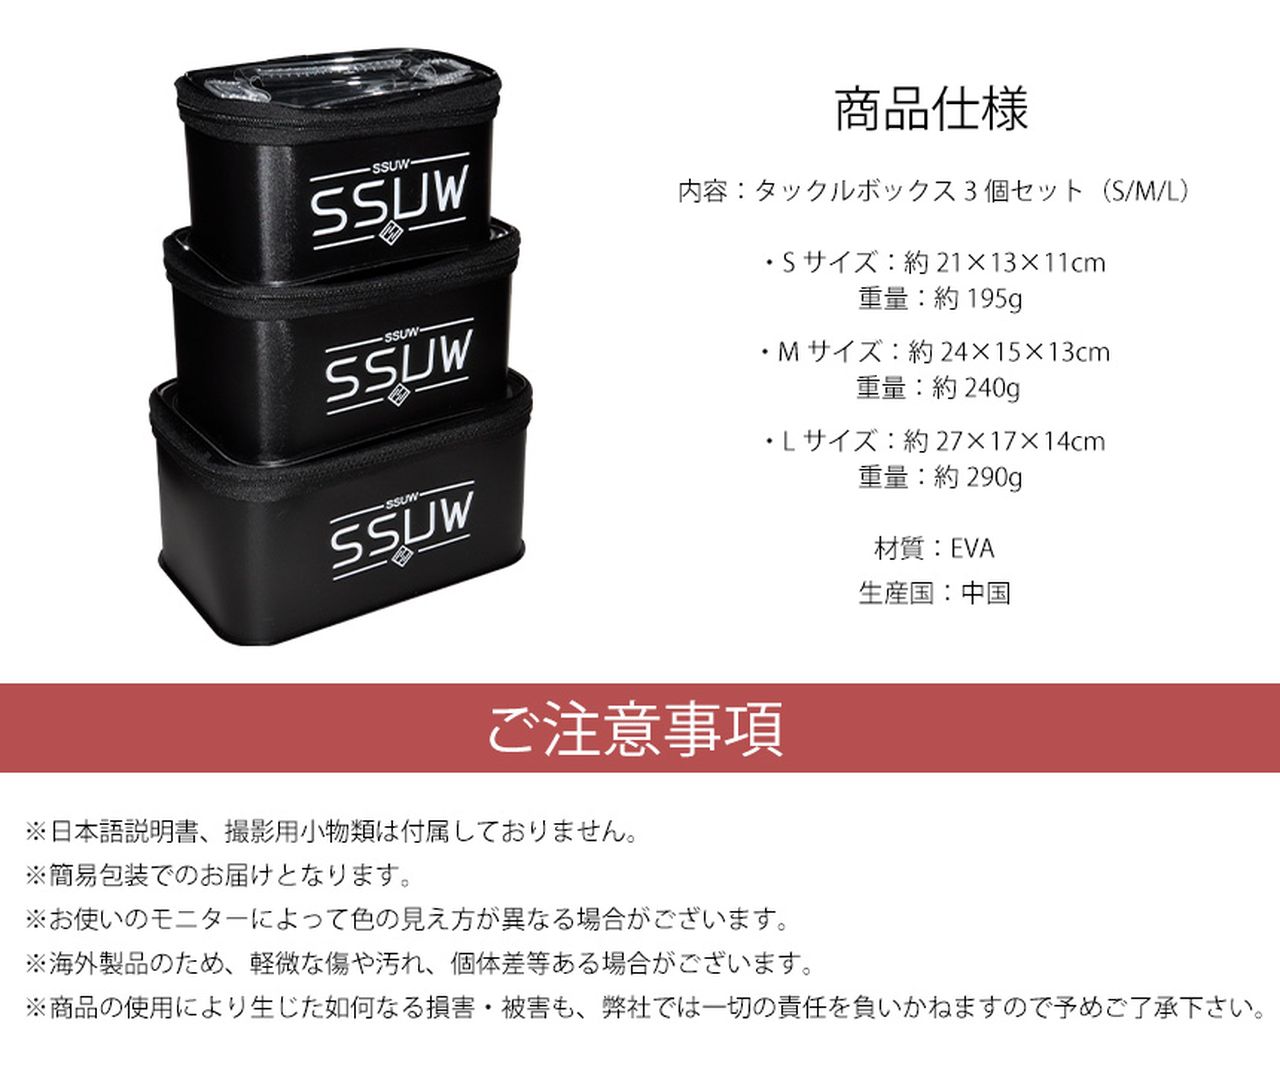 SSUW
SSUW
SSUW
SSUW
SSUW
SSUW
商品仕様
内容：タックルボックス 3 個セット（S/M/L）
・S サイズ：約 21×13×11cm
重量：約 195g
・M サイズ：約 24×15×13cm
重量：約 240g
・L サイズ：約 27×17×14cm
重量：約 290g
材質：EVA
生産国：中国
ご注意事項
※日本語説明書、撮影用小物類は付属しておりません。
※簡易包装でのお届けとなります。
※お使いのモニターによって色の見え方が異なる場合がございます。
※海外製品のため、軽微な傷や汚れ、個体差等ある場合がございます。
※商品の使用により生じた如何なる損害・被害も、弊社では一切の責任を負いかねますので予めご了承下さい。